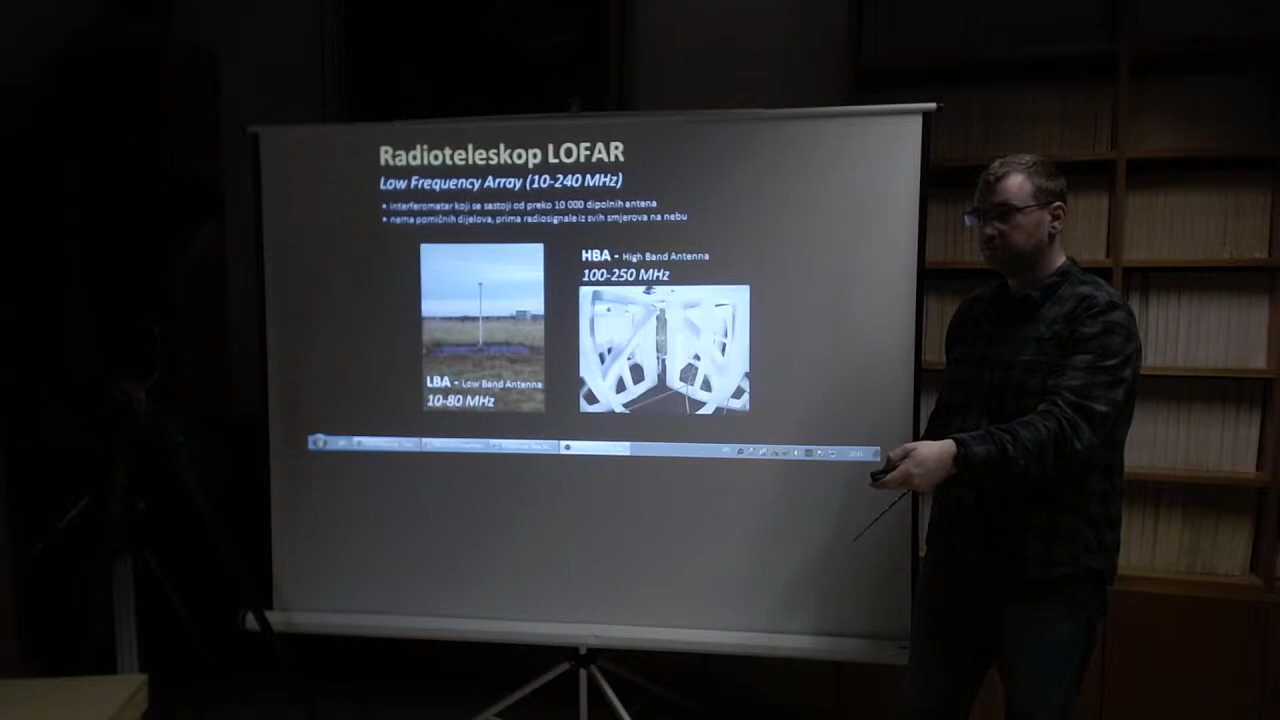 Radioteleskop LOFAR
Low Frequency Array (10-240 MHz)
• interferomatar koji se sastoji od preko 10 000 dipolnih antena
• nema pomičnih dijelova, prima radiosignale iz svih smjerova na nebu
HBA - High Band Antenna
100-250 MHz
LBA - Low Band Antenna
10-80 MHz